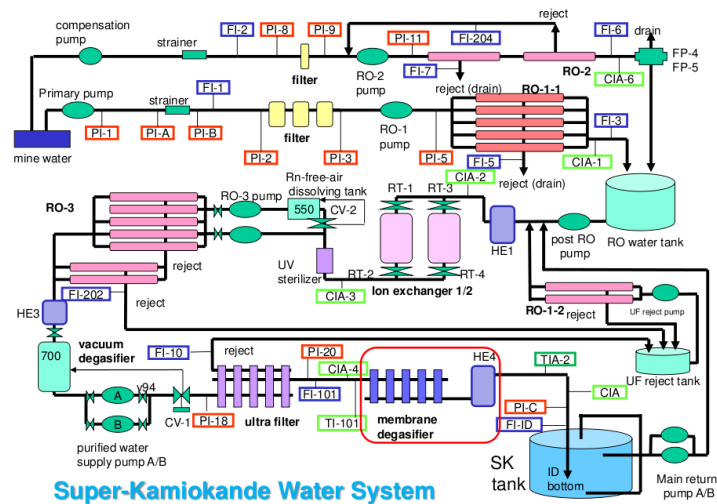 compensation
pump
strainer
FI-2
PI-8
PI-9
filter
PI-11
RO-2
pump
FI-204
FI-7
reject (drain)
reject
RO-2
FI-6
drain
FP-4
FP-5
CIA-6
Primary pump
strainer
FI-1
PI-1
PI-A
PI-B
PI-2
filter
PI-3
RO-1
pump
PI-5
RO-1-1
FI-5
reject (drain)
FI-3
CIA-1
mine water
RO-3
RO-3 pump
Rn-free-air
dissolving tank
550
CV-2
UV
sterilizer
CIA-3
RT-1
RT-3
CIA-2
RT-2
RT-4
Ion exchanger 1/2
HE1
post RO
pump
RO water tank
reject
FI-202
reject
HE3
RO-1-2
reject
UF reject pump
UF reject tank
vacuum
degasifier
700
A
B
v94
CV-1
purified water
supply pump A/B
FI-10
reject
PI-18
ultra filter
PI-20
FI-101
CIA-4
TI-101
membrane
degasifier
HE4
TIA-2
CIA
PI-C
FI-ID
SK
tank
ID
bottom
Main return
pump A/B
Super-Kamiokande Water System